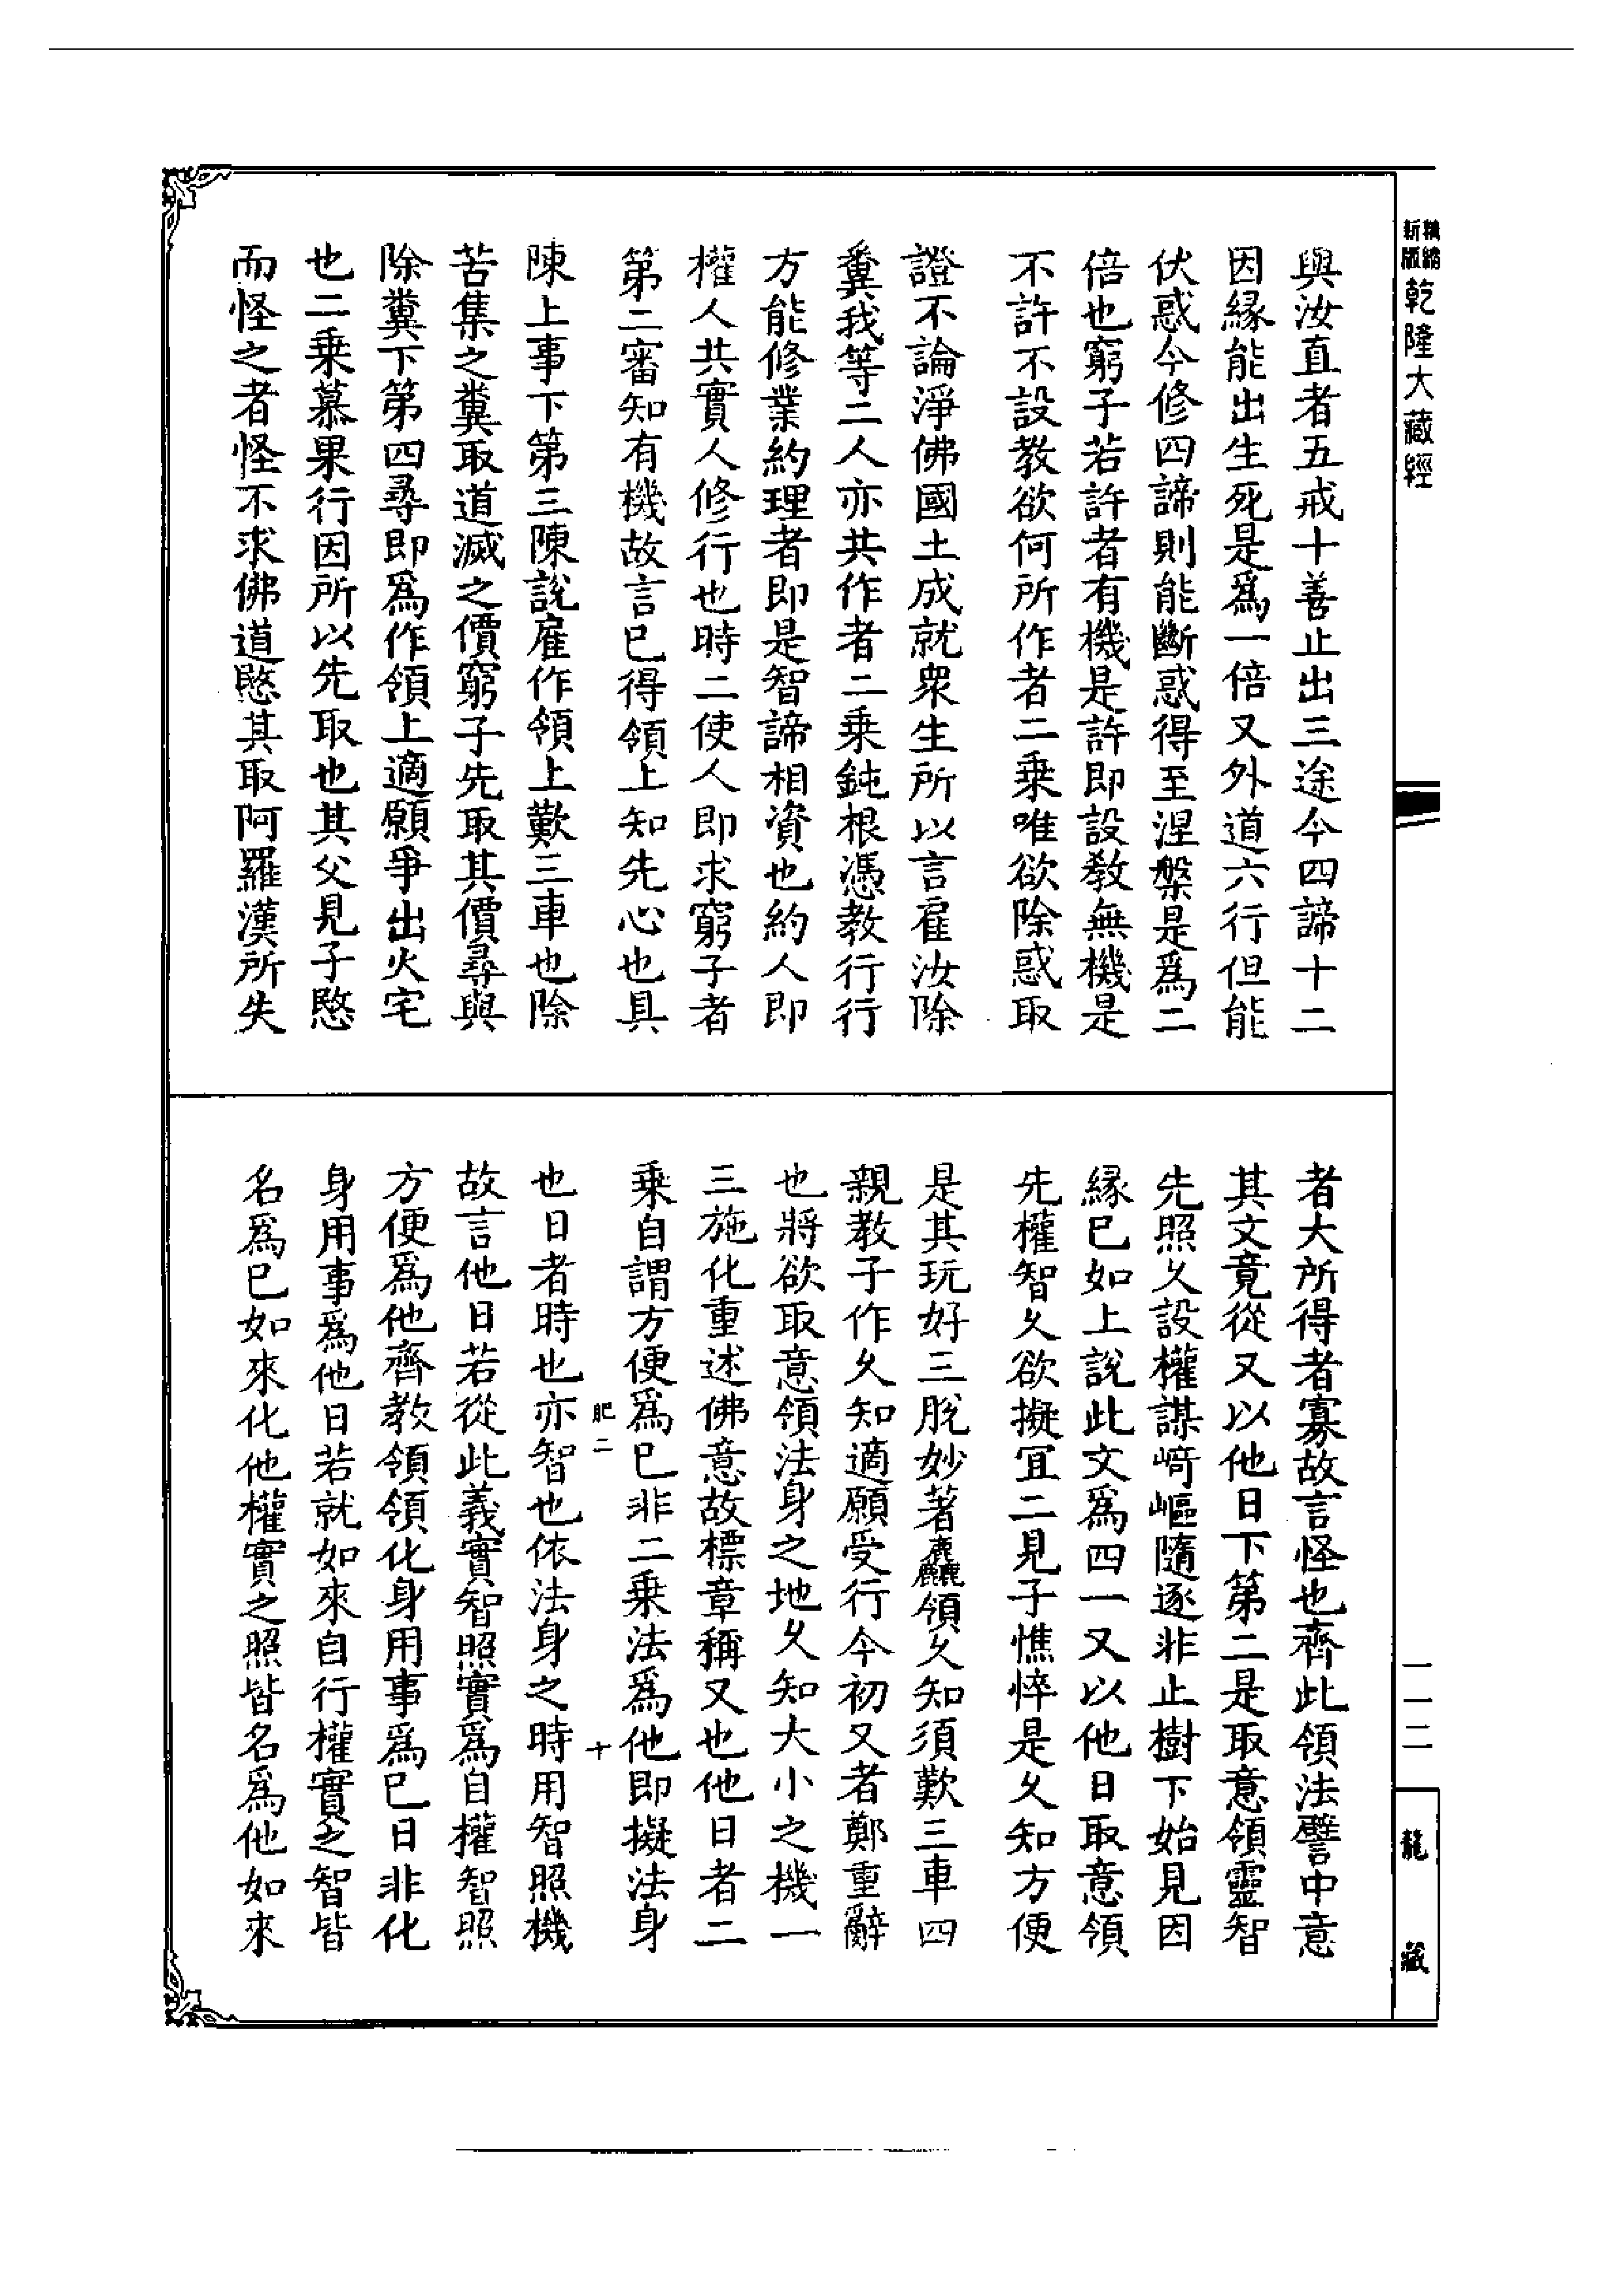 精縮新版乾隆大藏經
與汝直者五戒十善止出三途今四諦十二
因緣能出生死是爲一倍又外道六行但能
伏惑今修四諦則能斷惑得至涅槃是爲二
倍也窮子若許者有機是許即設教無機是
不許不設教欲何所作者二乗唯欲除惑取
證不論淨佛國土成就衆生所以言雇汝除
糞我等二人亦共作者二乗鈍根憑教行行
方能修業約理者即是智諦相資也約人即
權人共實人修行也時二使人即求窮子者
第二審知有機故言已得領上知先心也具
陳上事下第三陳說雇作領上歎三車也除
苦集之糞取道滅之價窮子先取其價尋與
除糞下第四尋即爲作領上適願爭出火宅
也二乗慕果行因所以先取也其父見子愍
而怪之者怪不求佛道愍其取阿羅漢所失
者大所得者寡故言怪也齊此領法譬中意
其文竟從又以他日下第二是取意領靈智
先照久設權謀崎嶇隨逐非止樹下始見因
緣已如上說此文爲四一又以他日取意領
先權智久欲擬宜二見子憔悴是久知方便
是其玩好三脫妙著麤領久知須歎三車四
親教子作久知適願受行今初又者鄭重辭
也將欲取意領法身之地久知大小之機一
三施化重述佛意故標章稱又也他日者二
乗自謂方便爲已非二乗法爲他即擬法身
肥二 十
也日者時也亦智也依法身之時用智照機
故言他日若從此義實智照實爲自權智照
方便爲他齊教領領化身用事爲已日非化
身用事爲他日若就如來自行權實之智皆
名爲已如來化他權實之照皆名爲他如來
一一二
龍藏